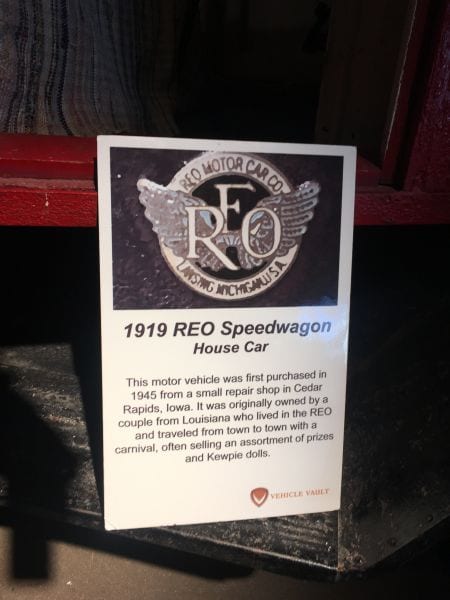 REO MOTOR CAR CO.
REO
LANSING MICHIGAN U.S.A.
1919 REO Speedwagon
House Car
This motor vehicle was first purchased in
1945 from a small repair shop in Cedar
Rapids, Iowa. It was originally owned by a
couple from Louisiana who lived in the REO
and traveled from town to town with a
carnival, often selling an assortment of prizes
and Kewpie dolls.
VEHICLE VAULT